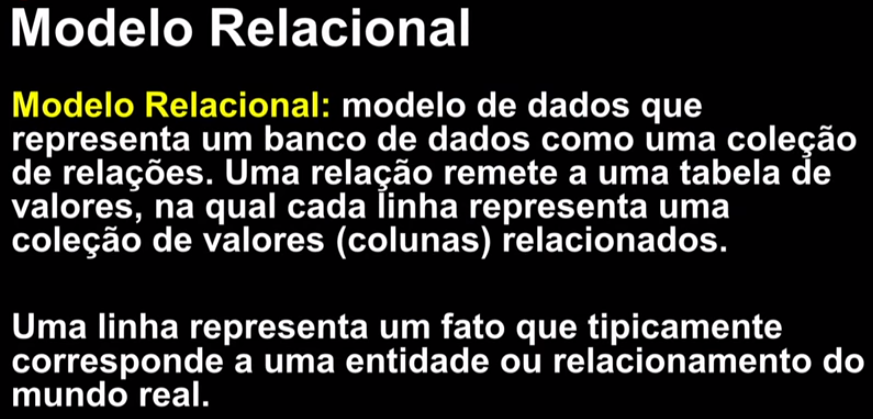 Modelo Relacional
Modelo Relacional: modelo de dados que
representa um banco de dados como uma coleção
de relações. Uma relação remete a uma tabela de
valores, na qual cada linha representa uma
coleção de valores (colunas) relacionados.
Uma linha representa um fato que tipicamente
corresponde a uma entidade ou relacionamento do
mundo real.